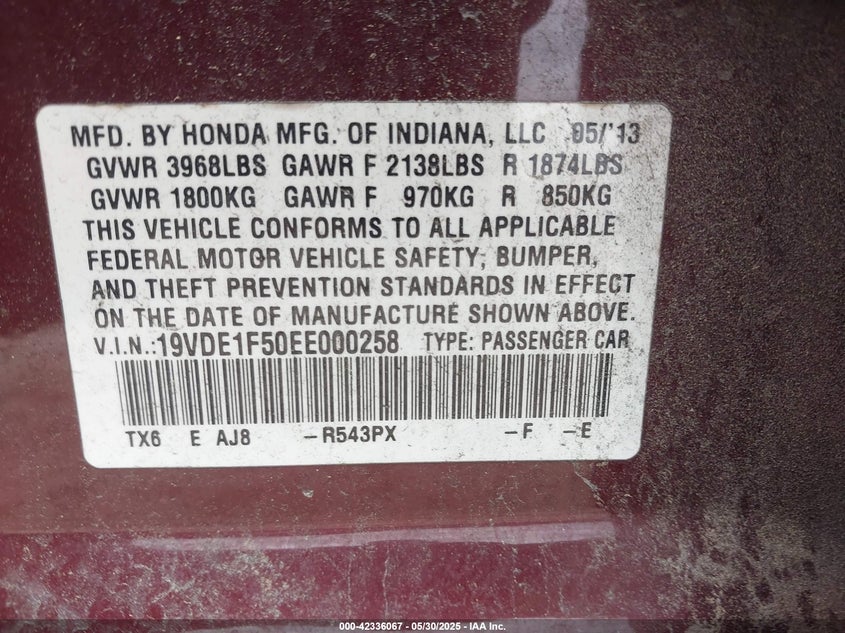 MFD. BY HONDA MFG. OF INDIANA, LLC 05/'13
GVWR 3968LBS GAWR F 2138LBS R 1874LBS
GVWR 1800KG GAWR F 970KG R 850KG
THIS VEHICLE CONFORMS TO ALL APPLICABLE
FEDERAL MOTOR VEHICLE SAFETY, BUMPER,
AND THEFT PREVENTION STANDARDS IN EFFECT
ON THE DATE OF MANUFACTURE SHOWN ABOVE.
V.I.N.:19VDE1F50EE000258 TYPE: PASSENGER CAR
TX6 E AJ8 -R543PX -F -E
000-42336067 - 05/30/2025 - IAA Inc.